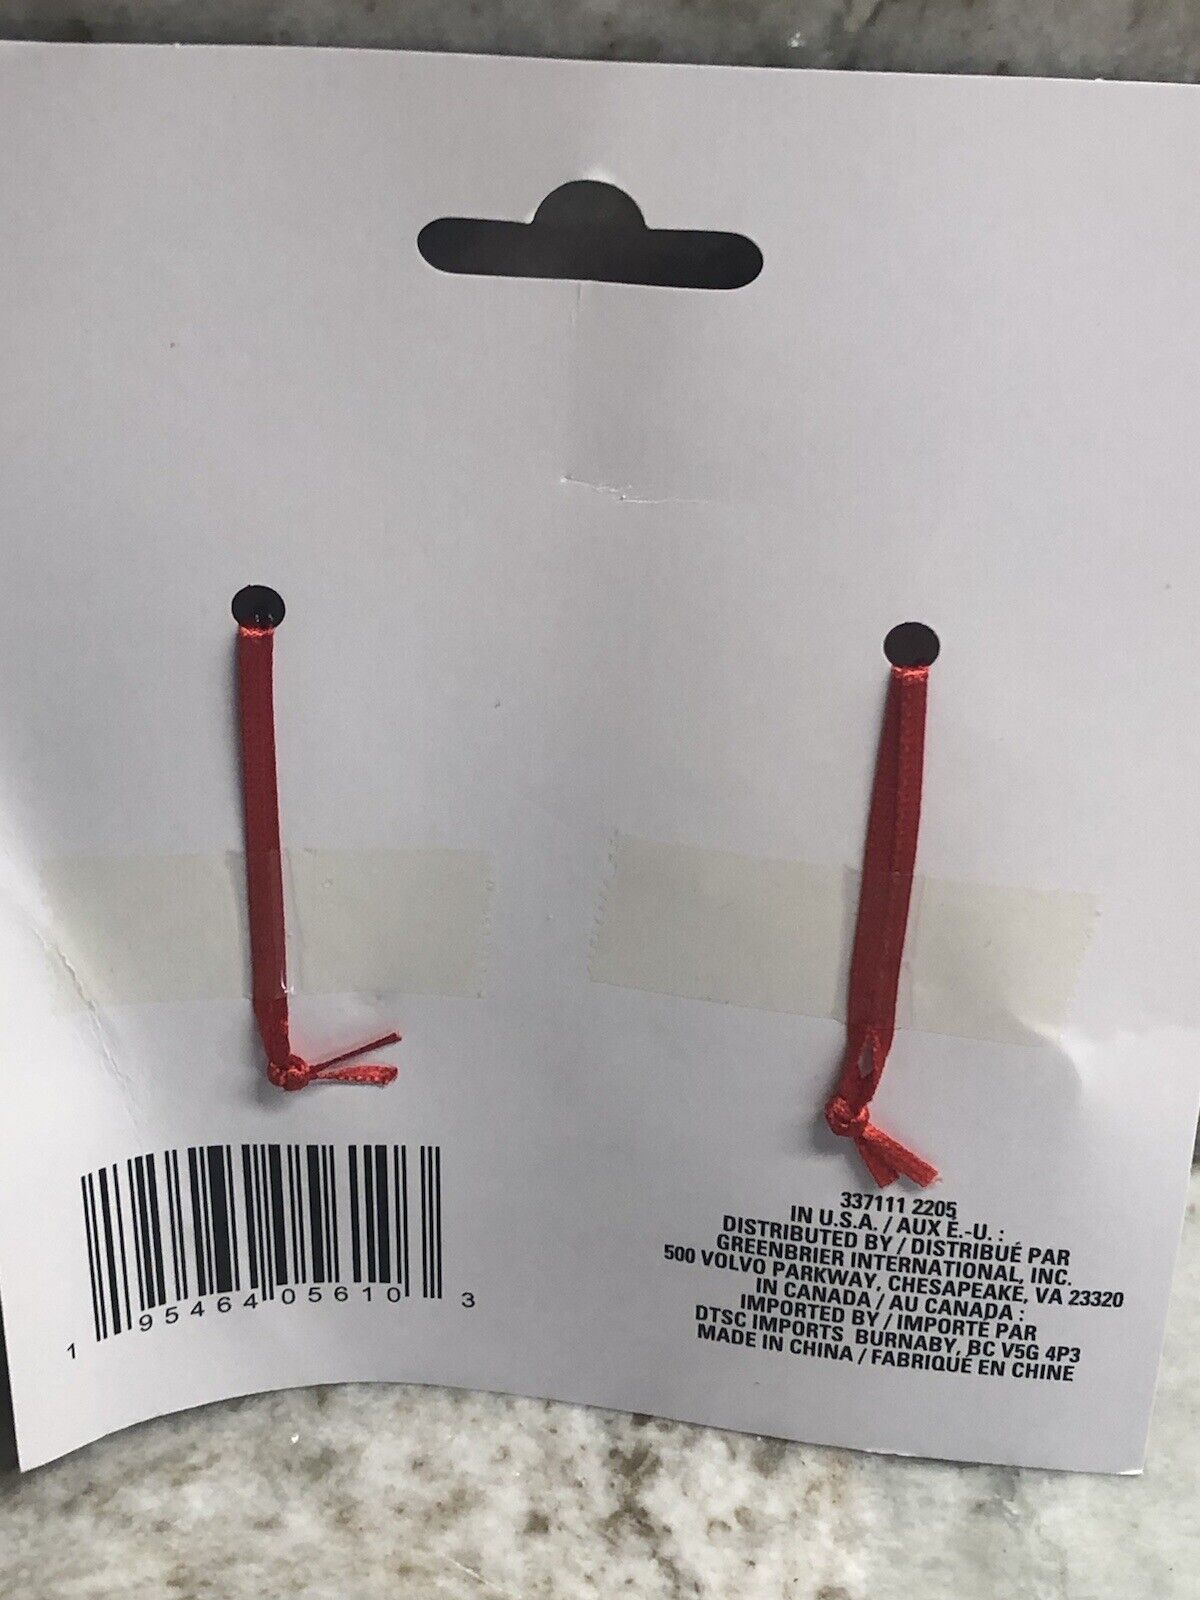 1 95464 05610 3
337111 2205
IN U.S.A. / AUX É.-U. :
DISTRIBUTED BY / DISTRIBUÉ PAR
GREENBRIER INTERNATIONAL, INC.
500 VOLVO PARKWAY, CHESAPEAKE, VA 23320
IN CANADA / AU CANADA :
IMPORTED BY / IMPORTÉ PAR
DTSC IMPORTS BURNABY, BC V5G 4P3
MADE IN CHINA / FABRIQUÉ EN CHINE